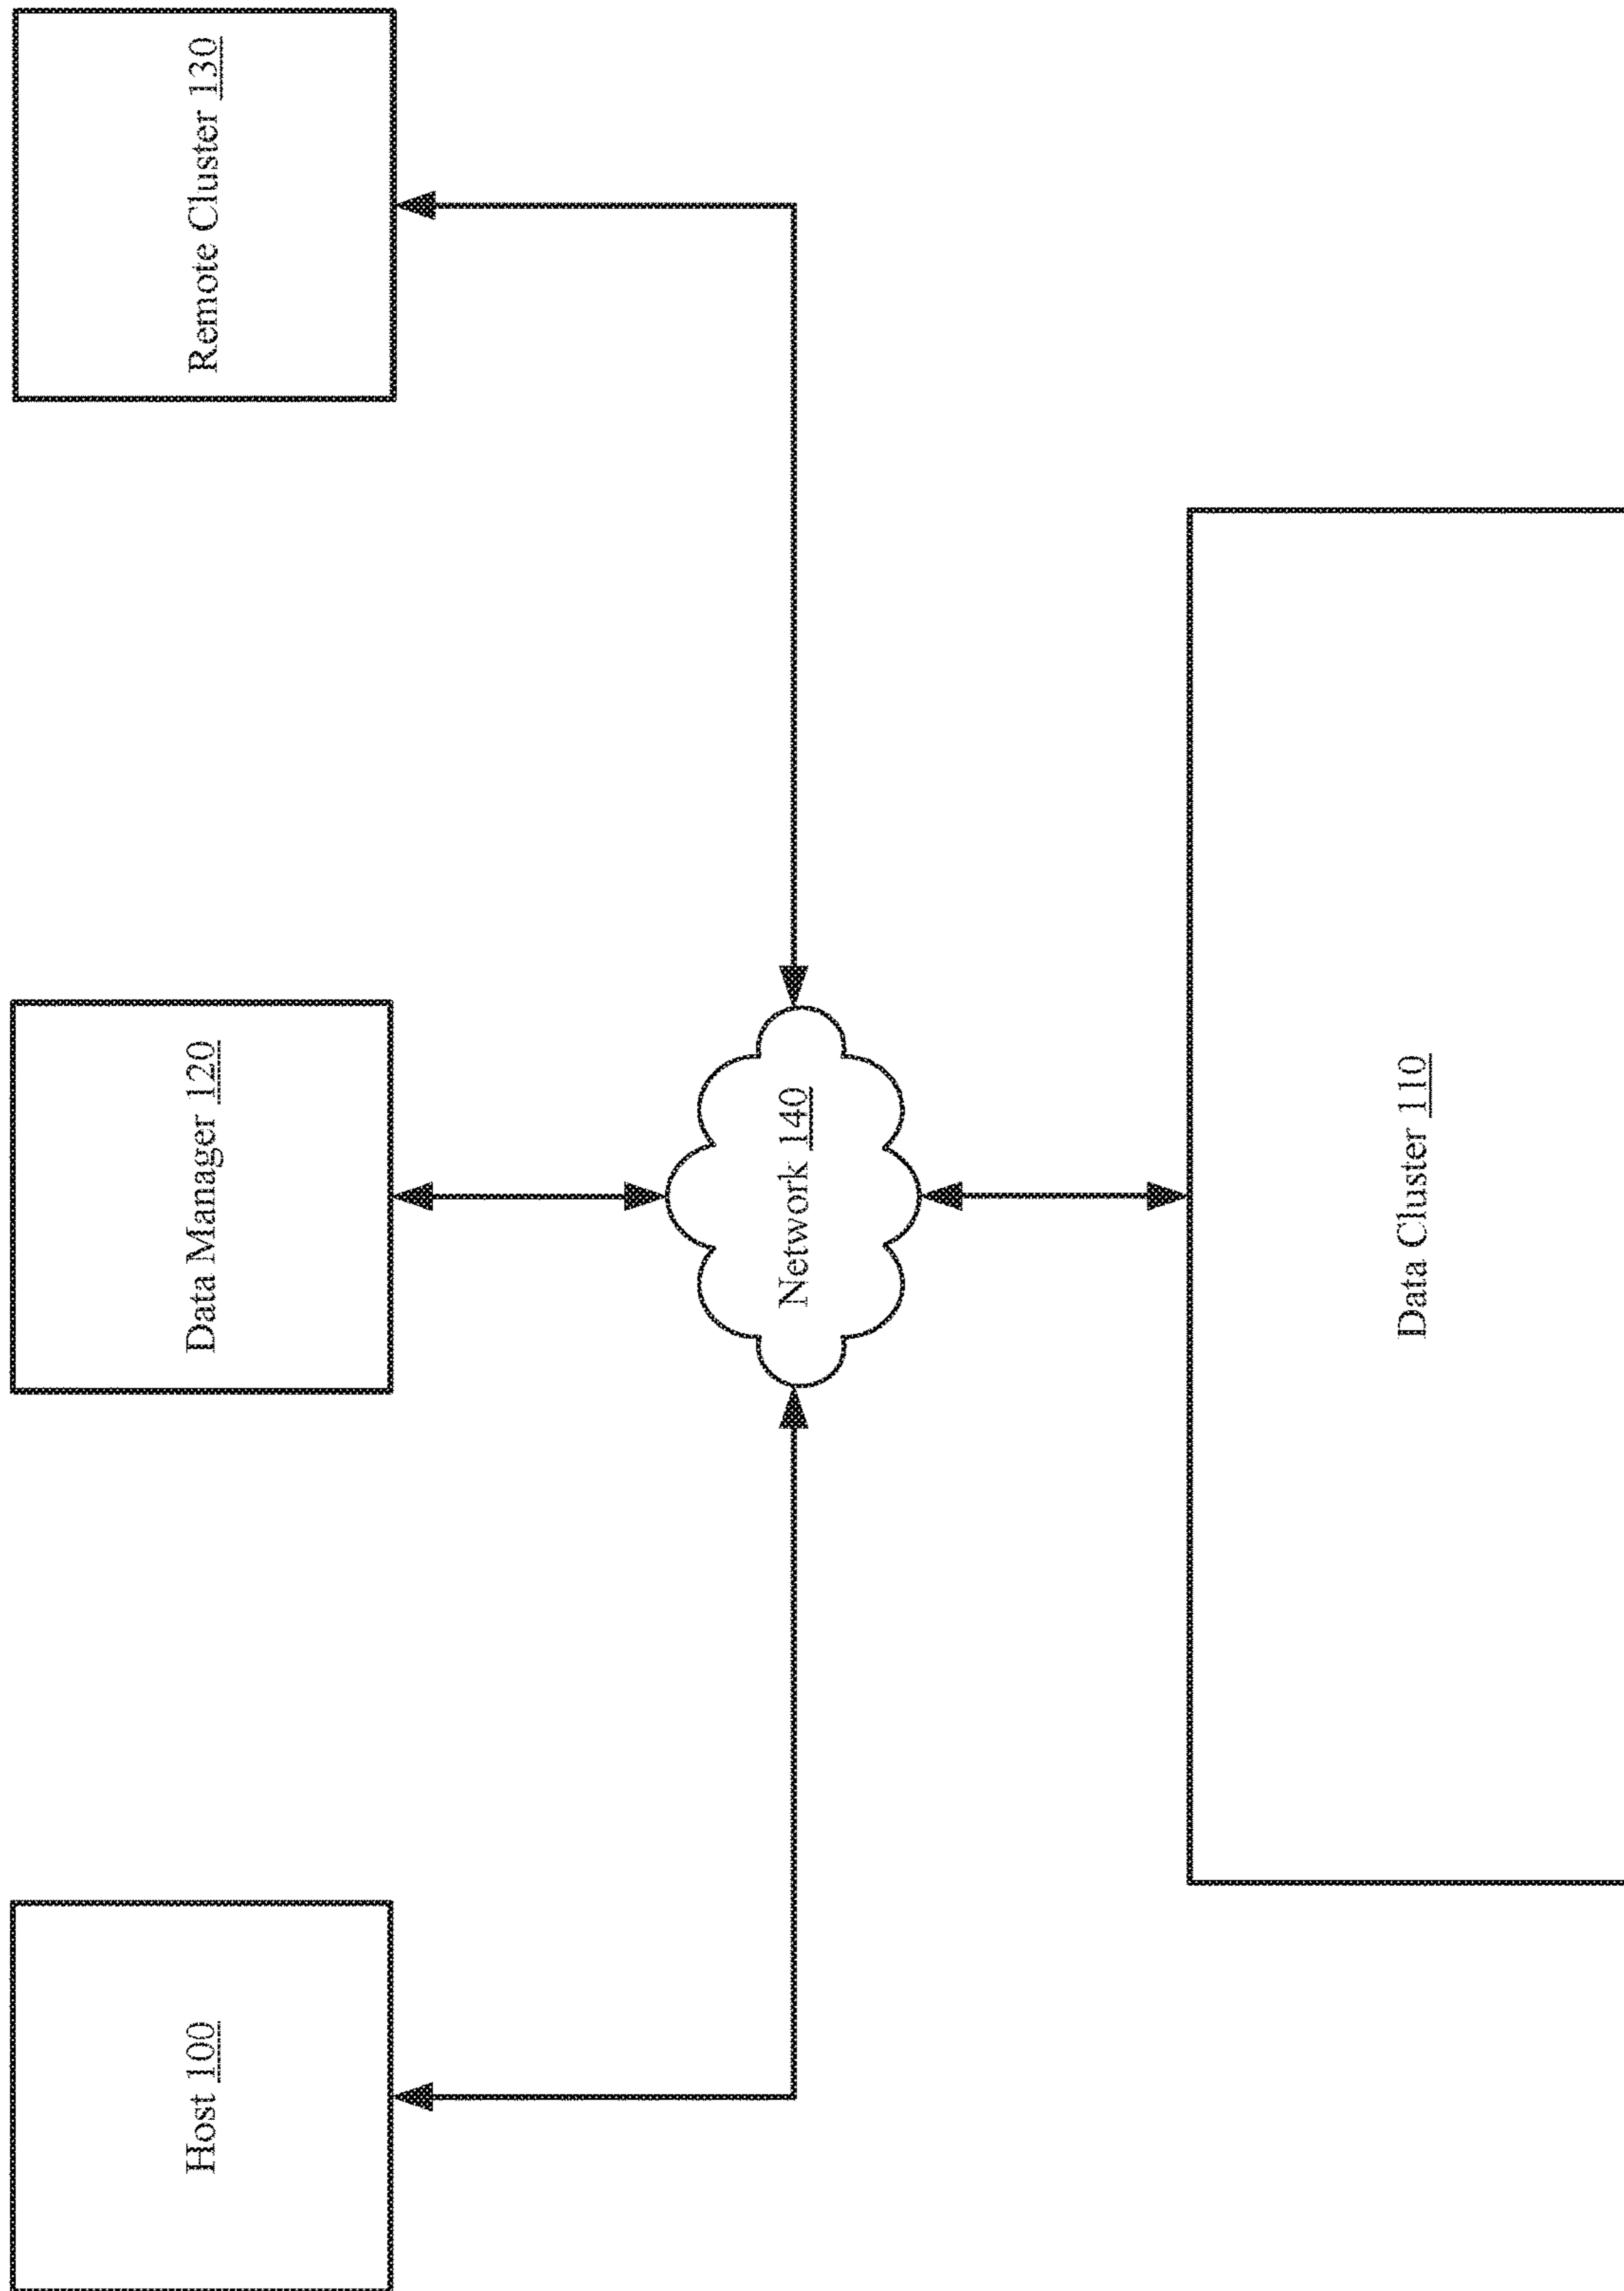 Host 100
Data Manager 120
Remote Cluster 130
Network 140
Data Cluster 110